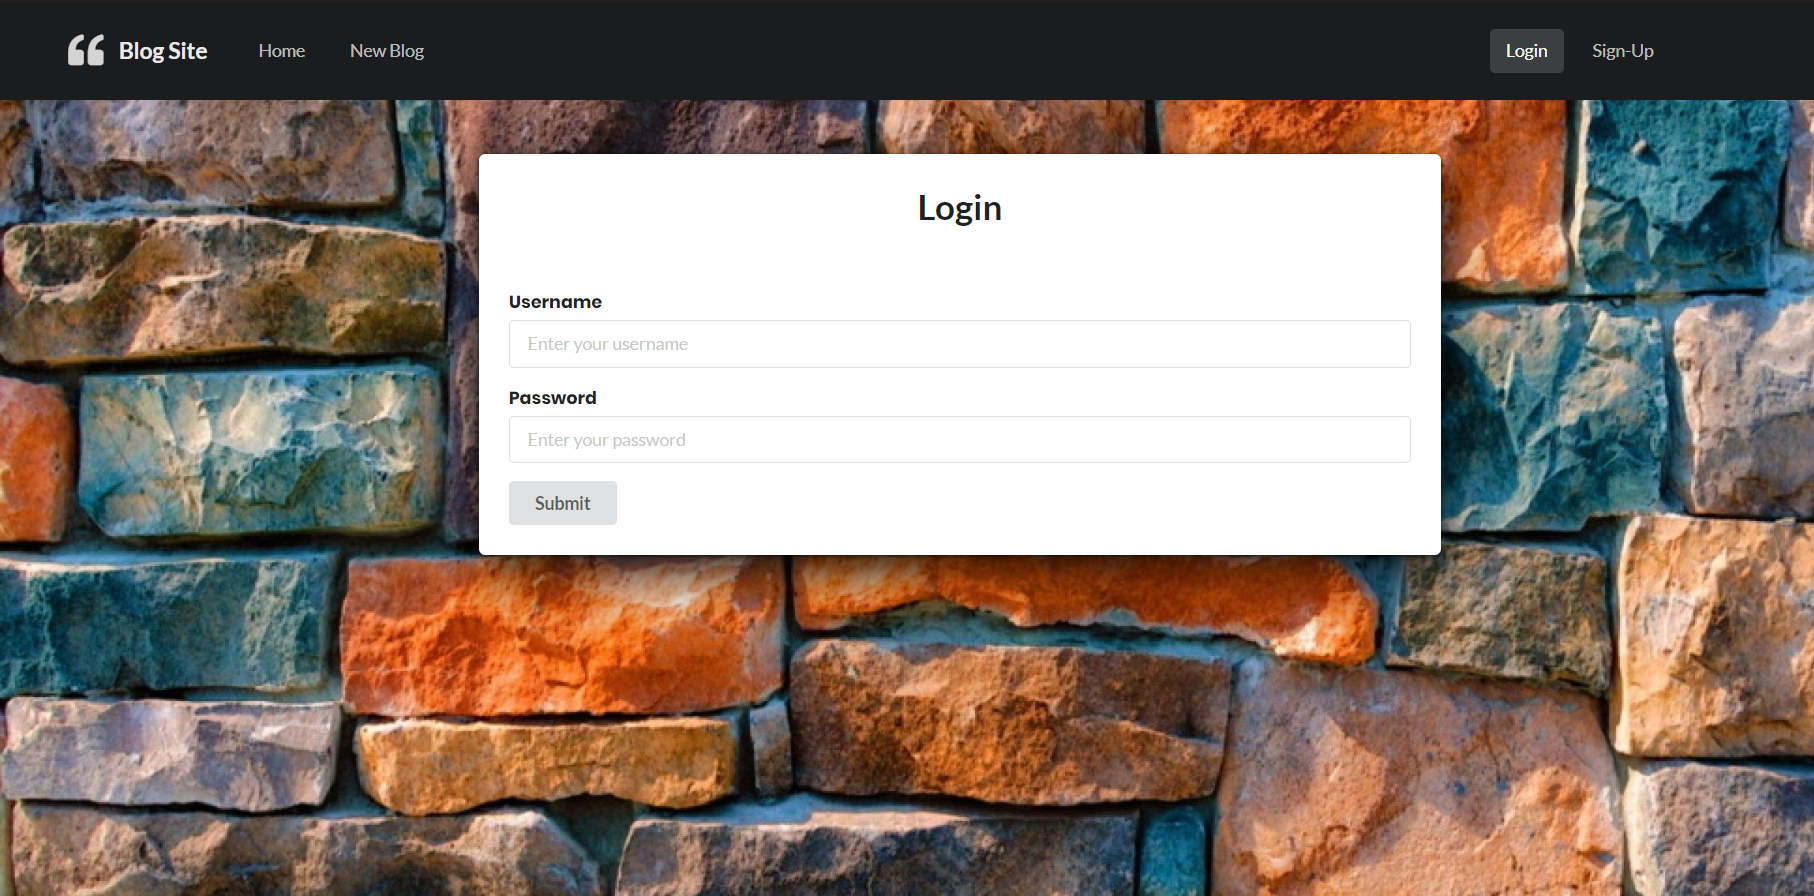 Blog Site Home New Blog Login Sign-Up
Login
Username
Enter your username
Password
Enter your password
Submit